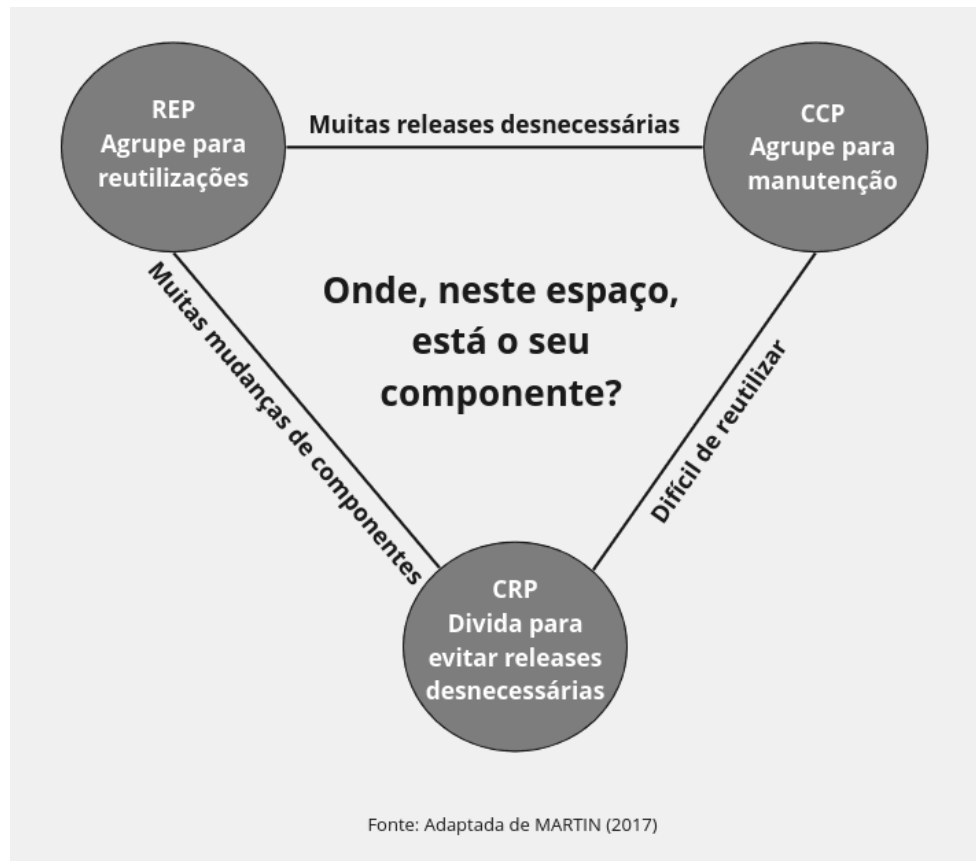 REP
Agrupe para
reutilizações
Muitas releases desnecessárias
CCP
Agrupe para
manutenção
Onde, neste espaço,
está o seu
componente?
Muitas mudanças de componentes
Difícil de reutilizar
CRP
Divida para
evitar releases
desnecessárias
Fonte: Adaptada de MARTIN (2017)